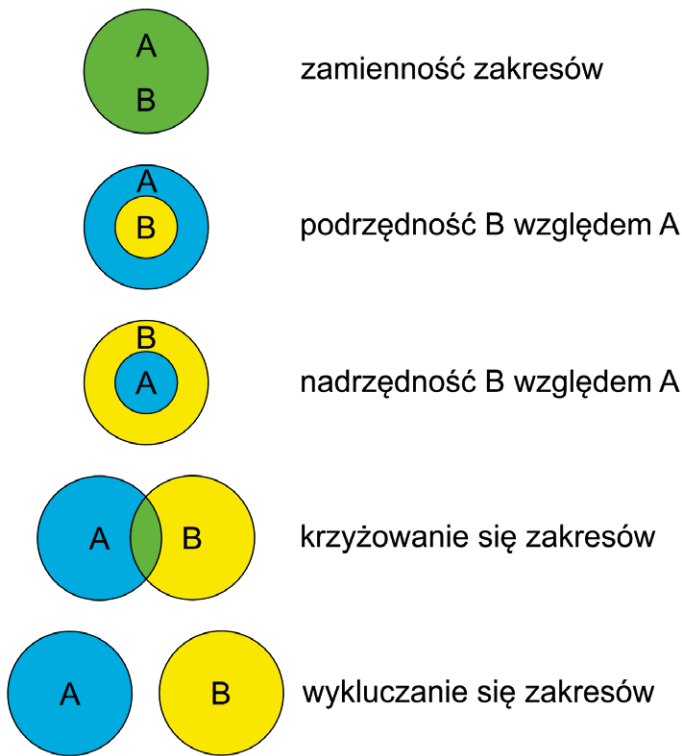 A
B
zamienność zakresów
A
B
podrzędność B względem A
B
A
nadrzędność B względem A
A B
krzyżowanie się zakresów
A B
wykluczanie się zakresów